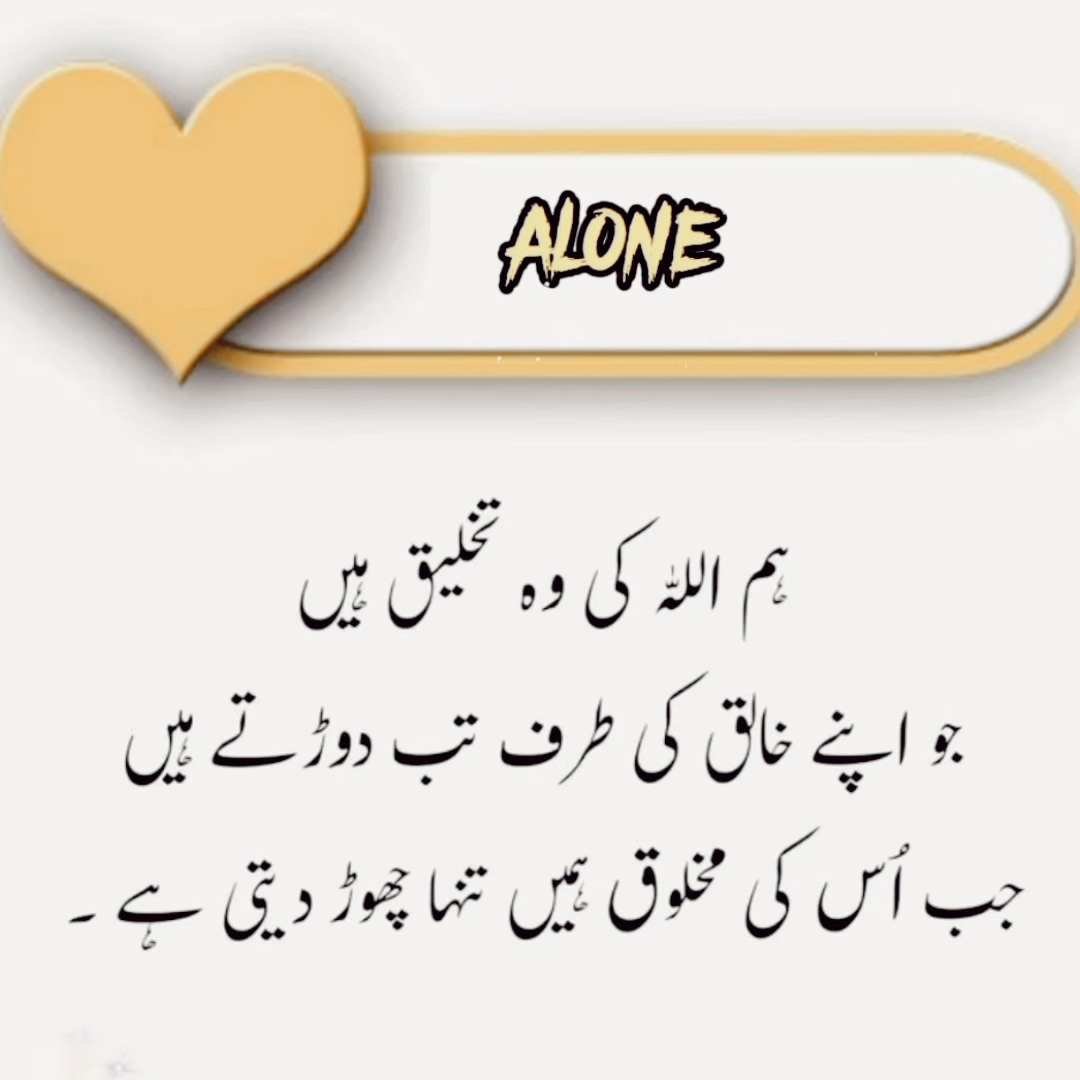 ALONE
ہم اللہ کی وہ تخلیق ہیں
جو اپنے خالق کی طرف تب دوڑتے ہیں
جب اُس کی مخلوق ہمیں تنہا چھوڑ دیتی ہے ۔